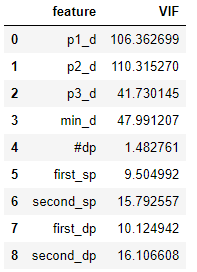 feature VIF
0 p1_d 106.362699
1 p2_d 110.315270
2 p3_d 41.730145
3 min_d 47.991207
4 #dp 1.482761
5 first_sp 9.504992
6 second_sp 15.792557
7 first_dp 10.124942
8 second_dp 16.106608